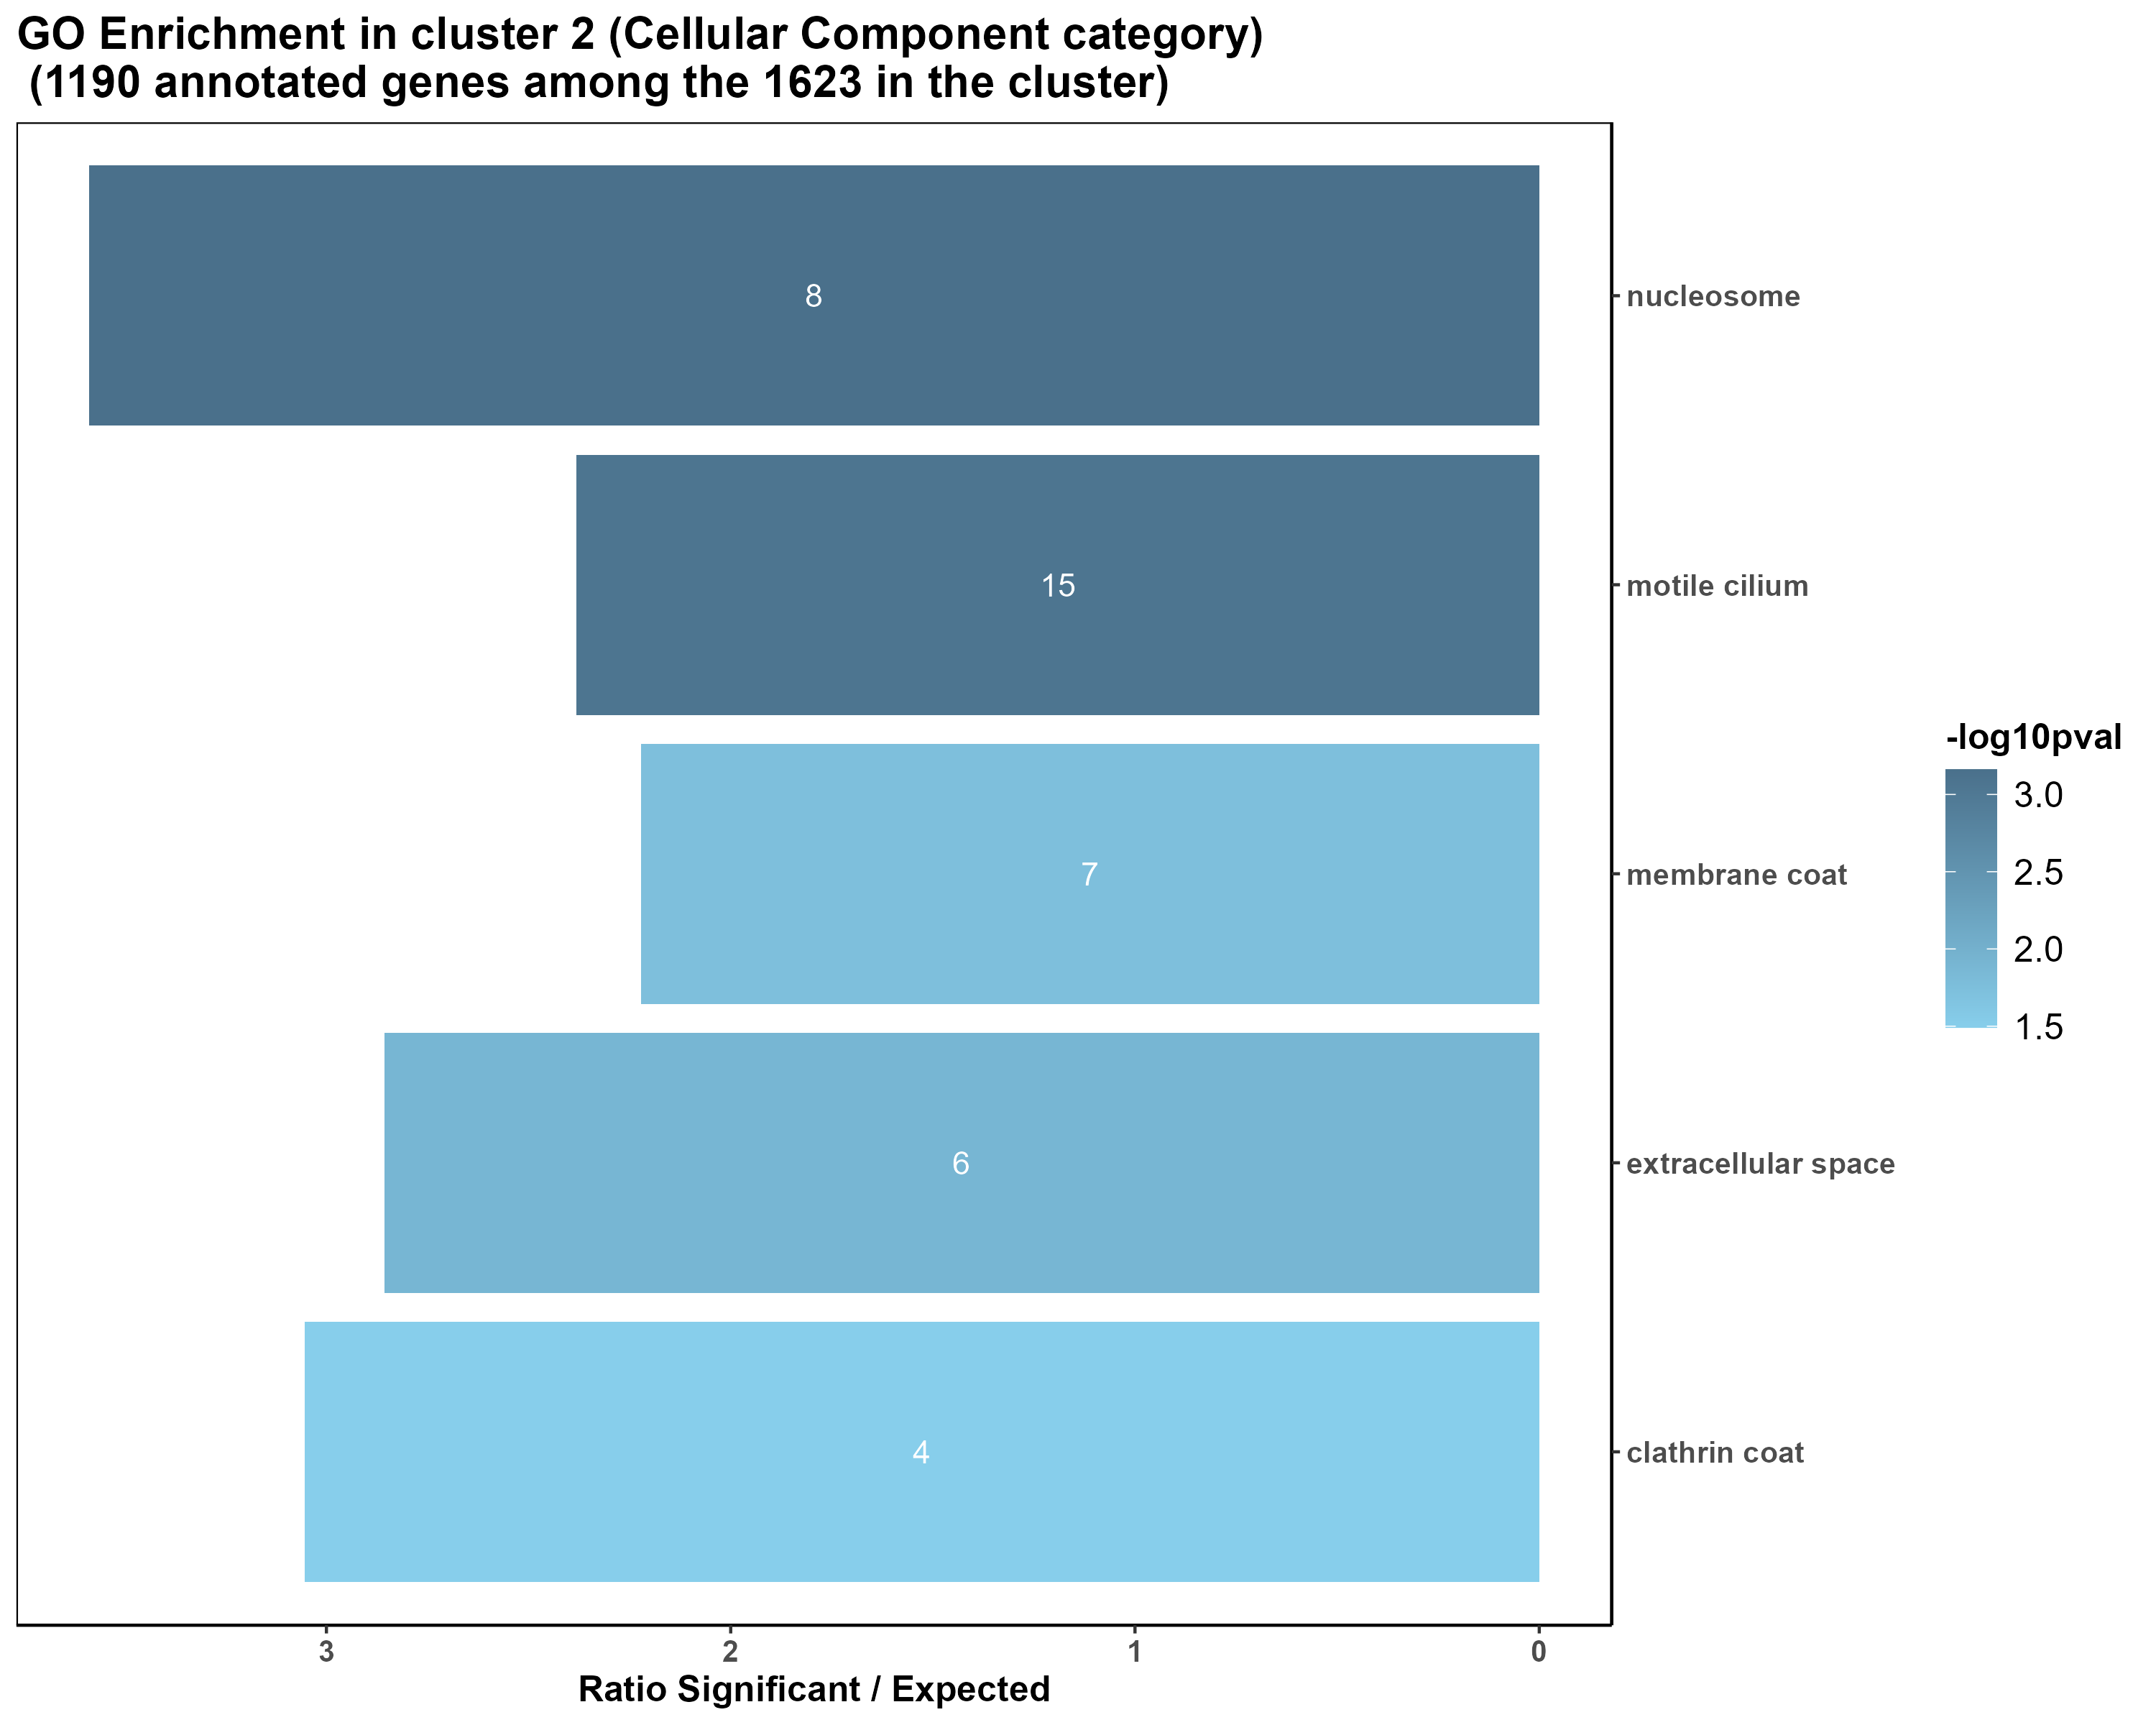 GO Enrichment in cluster 2 (Cellular Component category)
(1190 annotated genes among the 1623 in the cluster)
8
nucleosome
15
motile cilium
7
membrane coat
6
extracellular space
4
clathrin coat
3 2 1 0
Ratio Significant / Expected
-log10pval
3.0
2.5
2.0
1.5